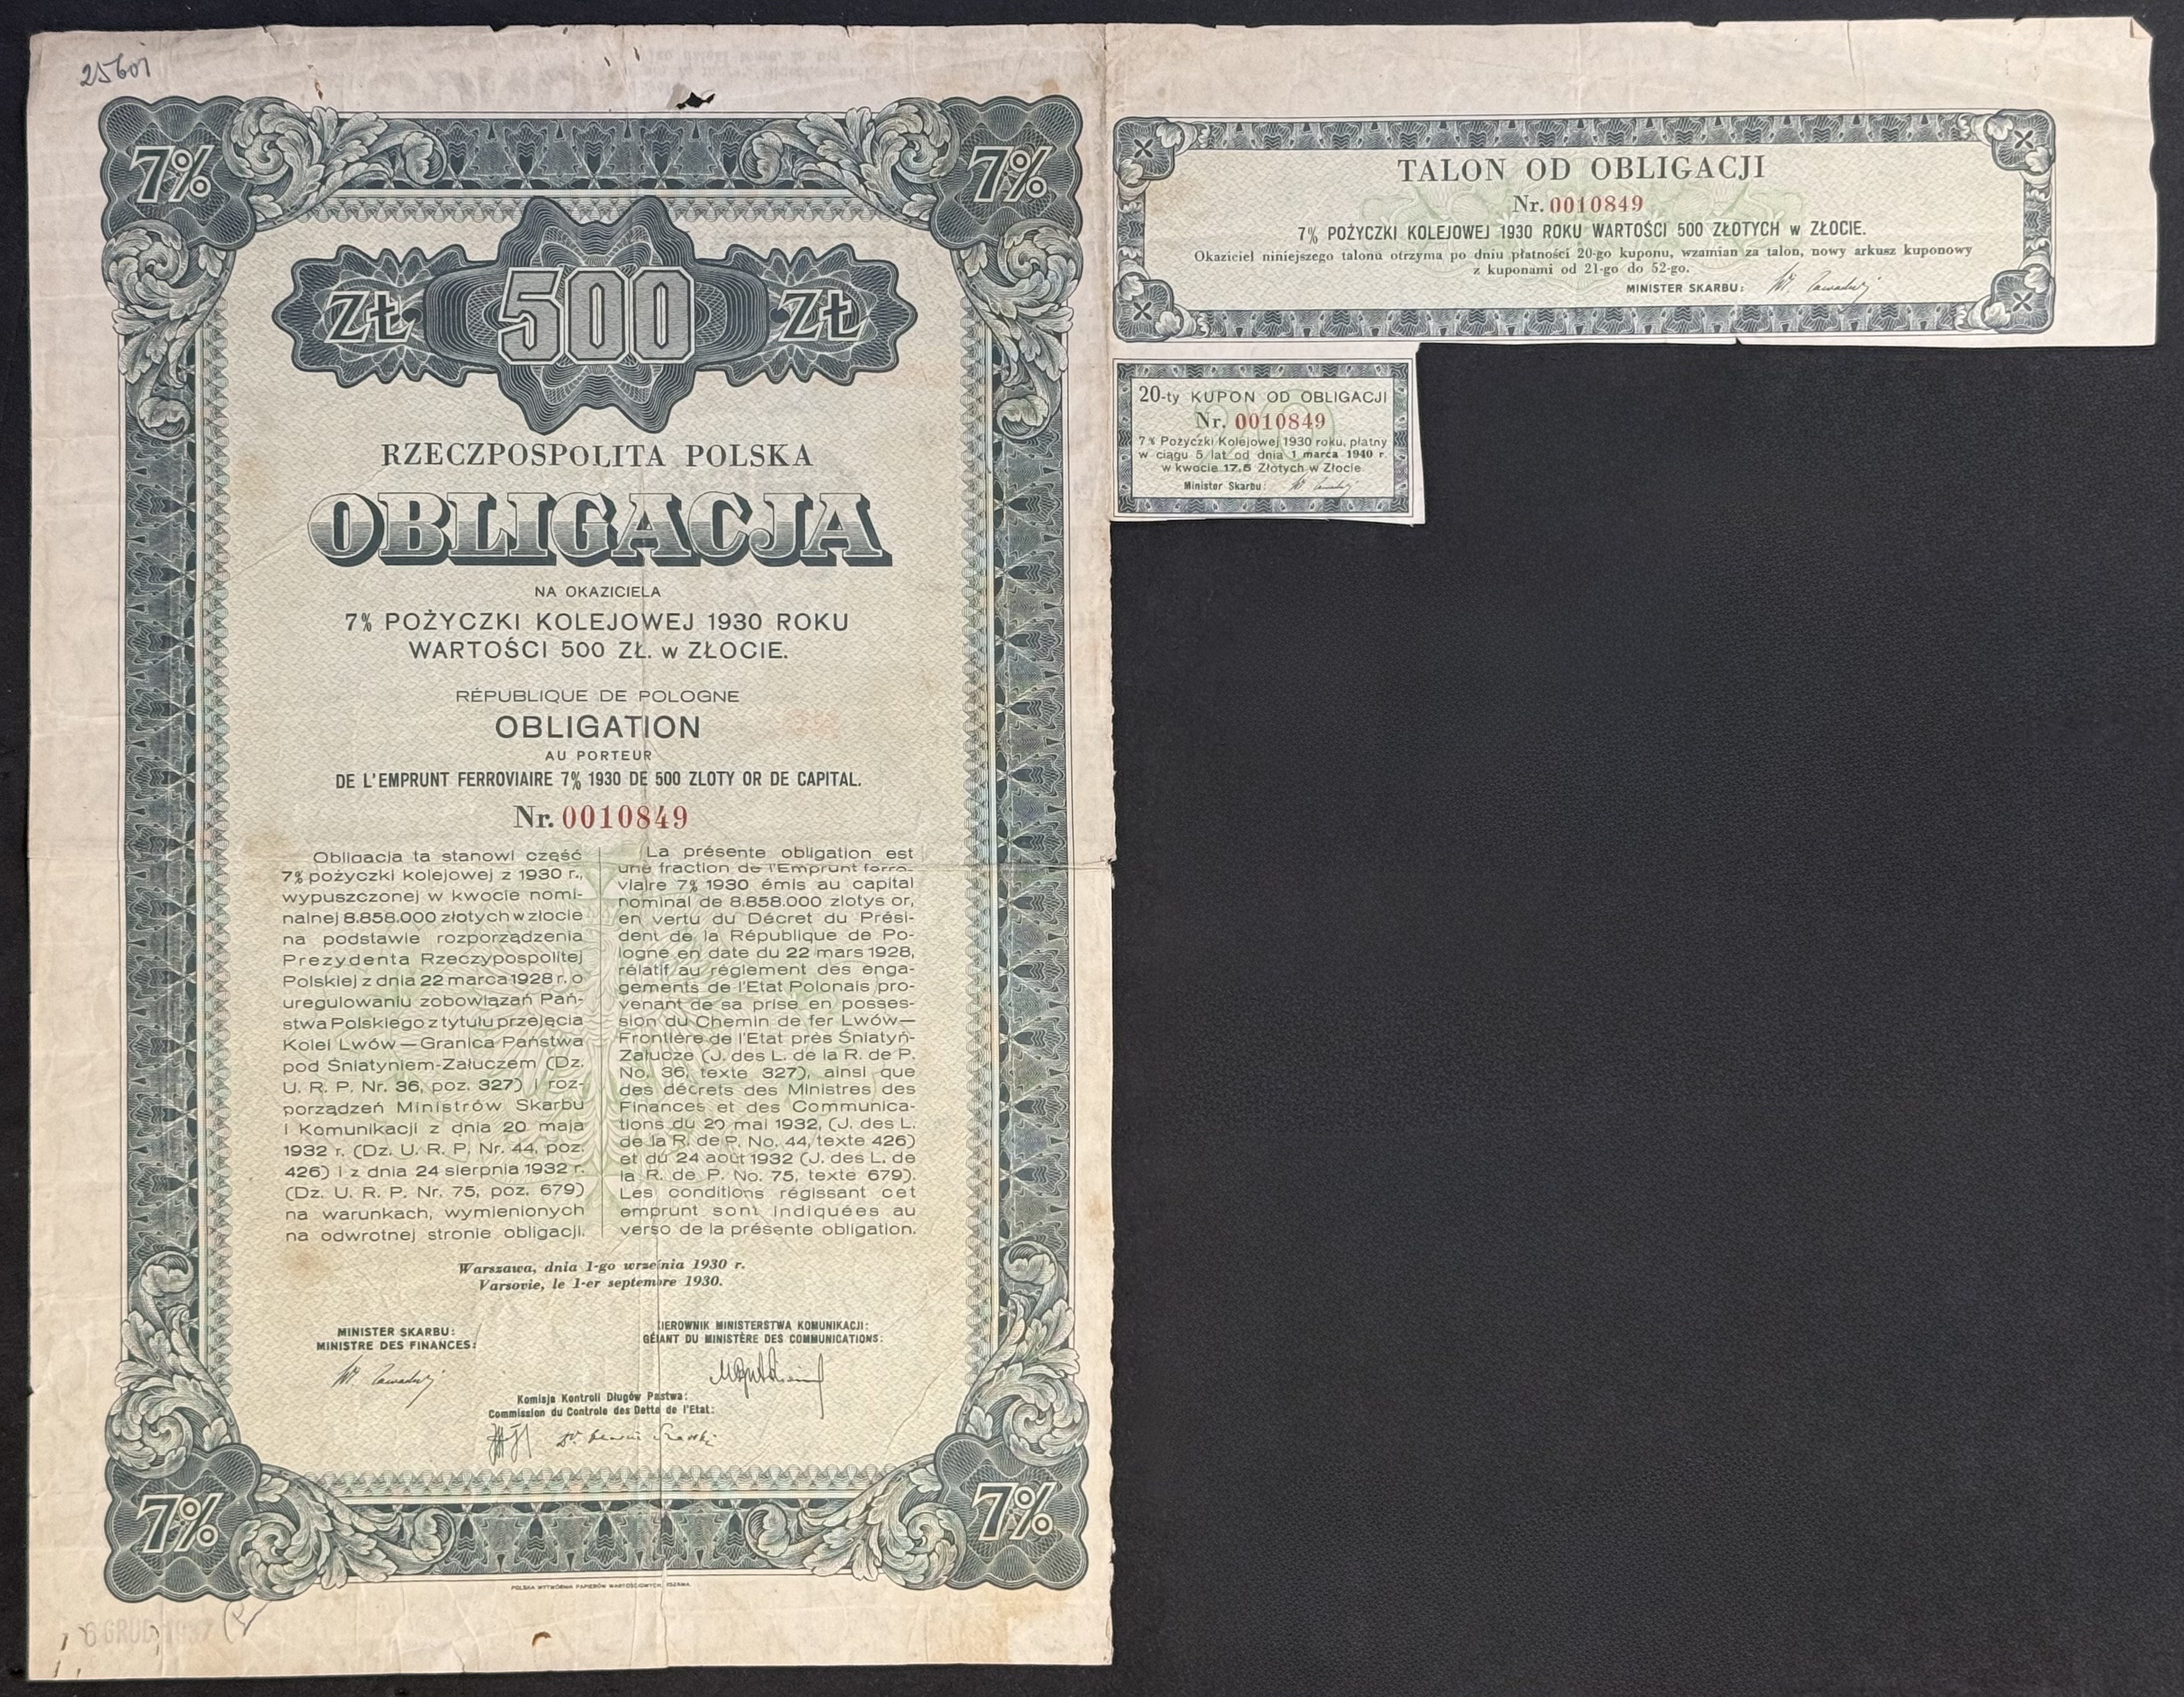 25601
7% 7%
ZŁ 500 ZŁ
RZECZPOSPOLITA POLSKA
OBLIGACJA
NA OKAZICIELA
7% POŻYCZKI KOLEJOWEJ 1930 ROKU
WARTOŚCI 500 ZŁ. w ZŁOCIE.
RÉPUBLIQUE DE POLOGNE
OBLIGATION
AU PORTEUR
DE L'EMPRUNT FERROVIAIRE 7% 1930 DE 500 ZLOTY OR DE CAPITAL.
Nr. 0010849
Obligacja ta stanowi część
7% pożyczki kolejowej z 1930 r.,
wypuszczonej w kwocie nomi-
nalnej 8.858.000 złotych w złocie
na podstawie rozporządzenia
Prezydenta Rzeczypospolitej
Polskiej z dnia 22 marca 1928 r. o
uregulowaniu zobowiązań Pań-
stwa Polskiego z tytułu przejęcia
Kolei Lwów—Granica Państwa
pod Śniatyniem-Załuczem (Dz.
U. R. P. Nr. 36, poz. 327) i roz-
porządzeń Ministrów Skarbu
i Komunikacji z dnia 20 maja
1932 r. (Dz. U. R. P. Nr. 44, poz.
426) i z dnia 24 sierpnia 1932 r.
(Dz. U. R. P. Nr. 75, poz. 679)
na warunkach, wymienionych
na odwrotnej stronie obligacji.
La présente obligation est
une fraction de l'Emprunt ferro-
viaire 7% 1930 émis au capital
nominal de 8.858.000 zlotys or,
en vertu du Décret du Prési-
dent de la République de Po-
logne en date du 22 mars 1928,
rélatif au réglement des enga-
gements de l'Etat Polonais pro-
venant de sa prise en posses-
sion du Chemin de fer Lwów—
Frontière de l'Etat près Śniatyń-
Załucze (J. des L. de la R. de P.
No. 36, texte 327), ainsi que
des décrets des Ministres des
Finances et des Communica-
tions du 20 mai 1932, (J. des L.
de la R. de P. No. 44, texte 426)
et du 24 août 1932 (J. des L. de
la R. de P. No. 75, texte 679).
Les conditions régissant cet
emprunt sont indiquées au
verso de la présente obligation.
Warszawa, dnia 1-go września 1930 r.
Varsovie, le 1-er septembre 1930.
MINISTER SKARBU:
MINISTRE DES FINANCES:
IEROWNIK MINISTERSTWA KOMUNIKACJI:
GÉIANT DU MINISTÈRE DES COMMUNICATIONS:
Komisja Kontroli Długów Pastwa:
Commission du Controle des Dette de l'Etat:
7% 7%
POLSKA WYTWÓRNIA PAPIERÓW WARTOŚCIOWYCH,
6 GRUD 1937
TALON OD OBLIGACJI
Nr. 0010849
7% POŻYCZKI KOLEJOWEJ 1930 ROKU WARTOŚCI 500 ZŁOTYCH w ZŁOCIE.
Okaziciel niniejszego talonu otrzyma po dniu płatności 20-go kuponu, wzamian za talon, nowy arkusz kuponowy
z kuponami od 21-go do 52-go.
MINISTER SKARBU:
20-ty KUPON OD OBLIGACJI
Nr. 0010849
7% Pożyczki Kolejowej 1930 roku, płatny
w ciągu 5 lat od dnia 1 marca 1940 r.
w kwocie 17.5 Złotych w Złocie
Minister Skarbu: